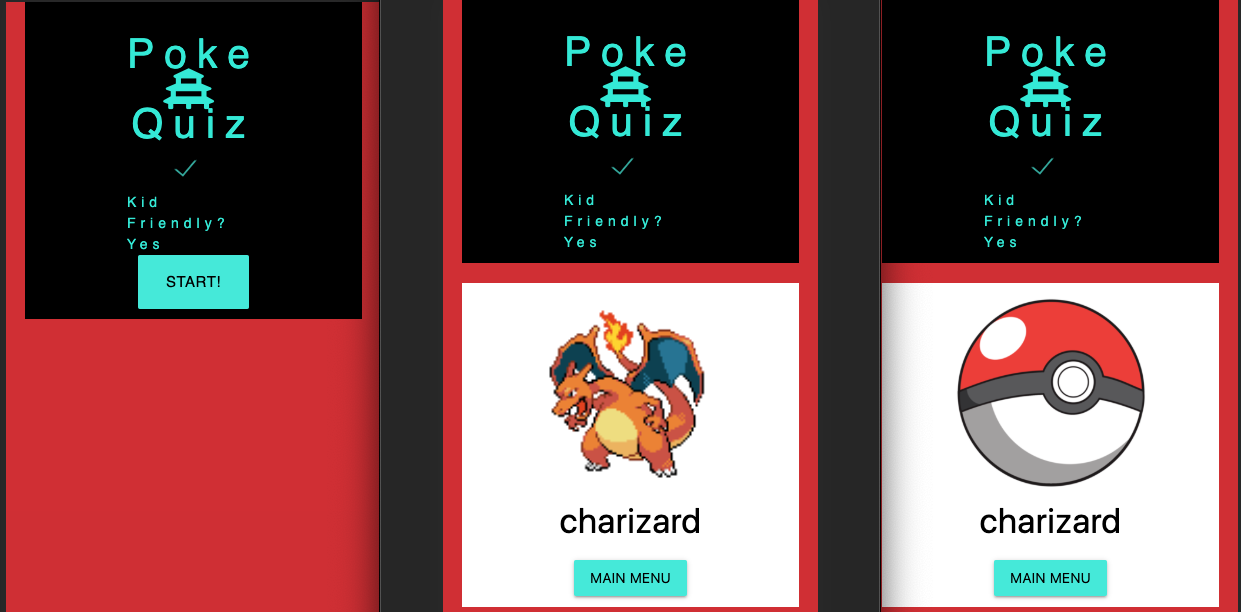 Poke
Quiz
Kid
Friendly?
Yes
START!
Poke
Quiz
Kid
Friendly?
Yes
charizard
MAIN MENU
Poke
Quiz
Kid
Friendly?
Yes
charizard
MAIN MENU